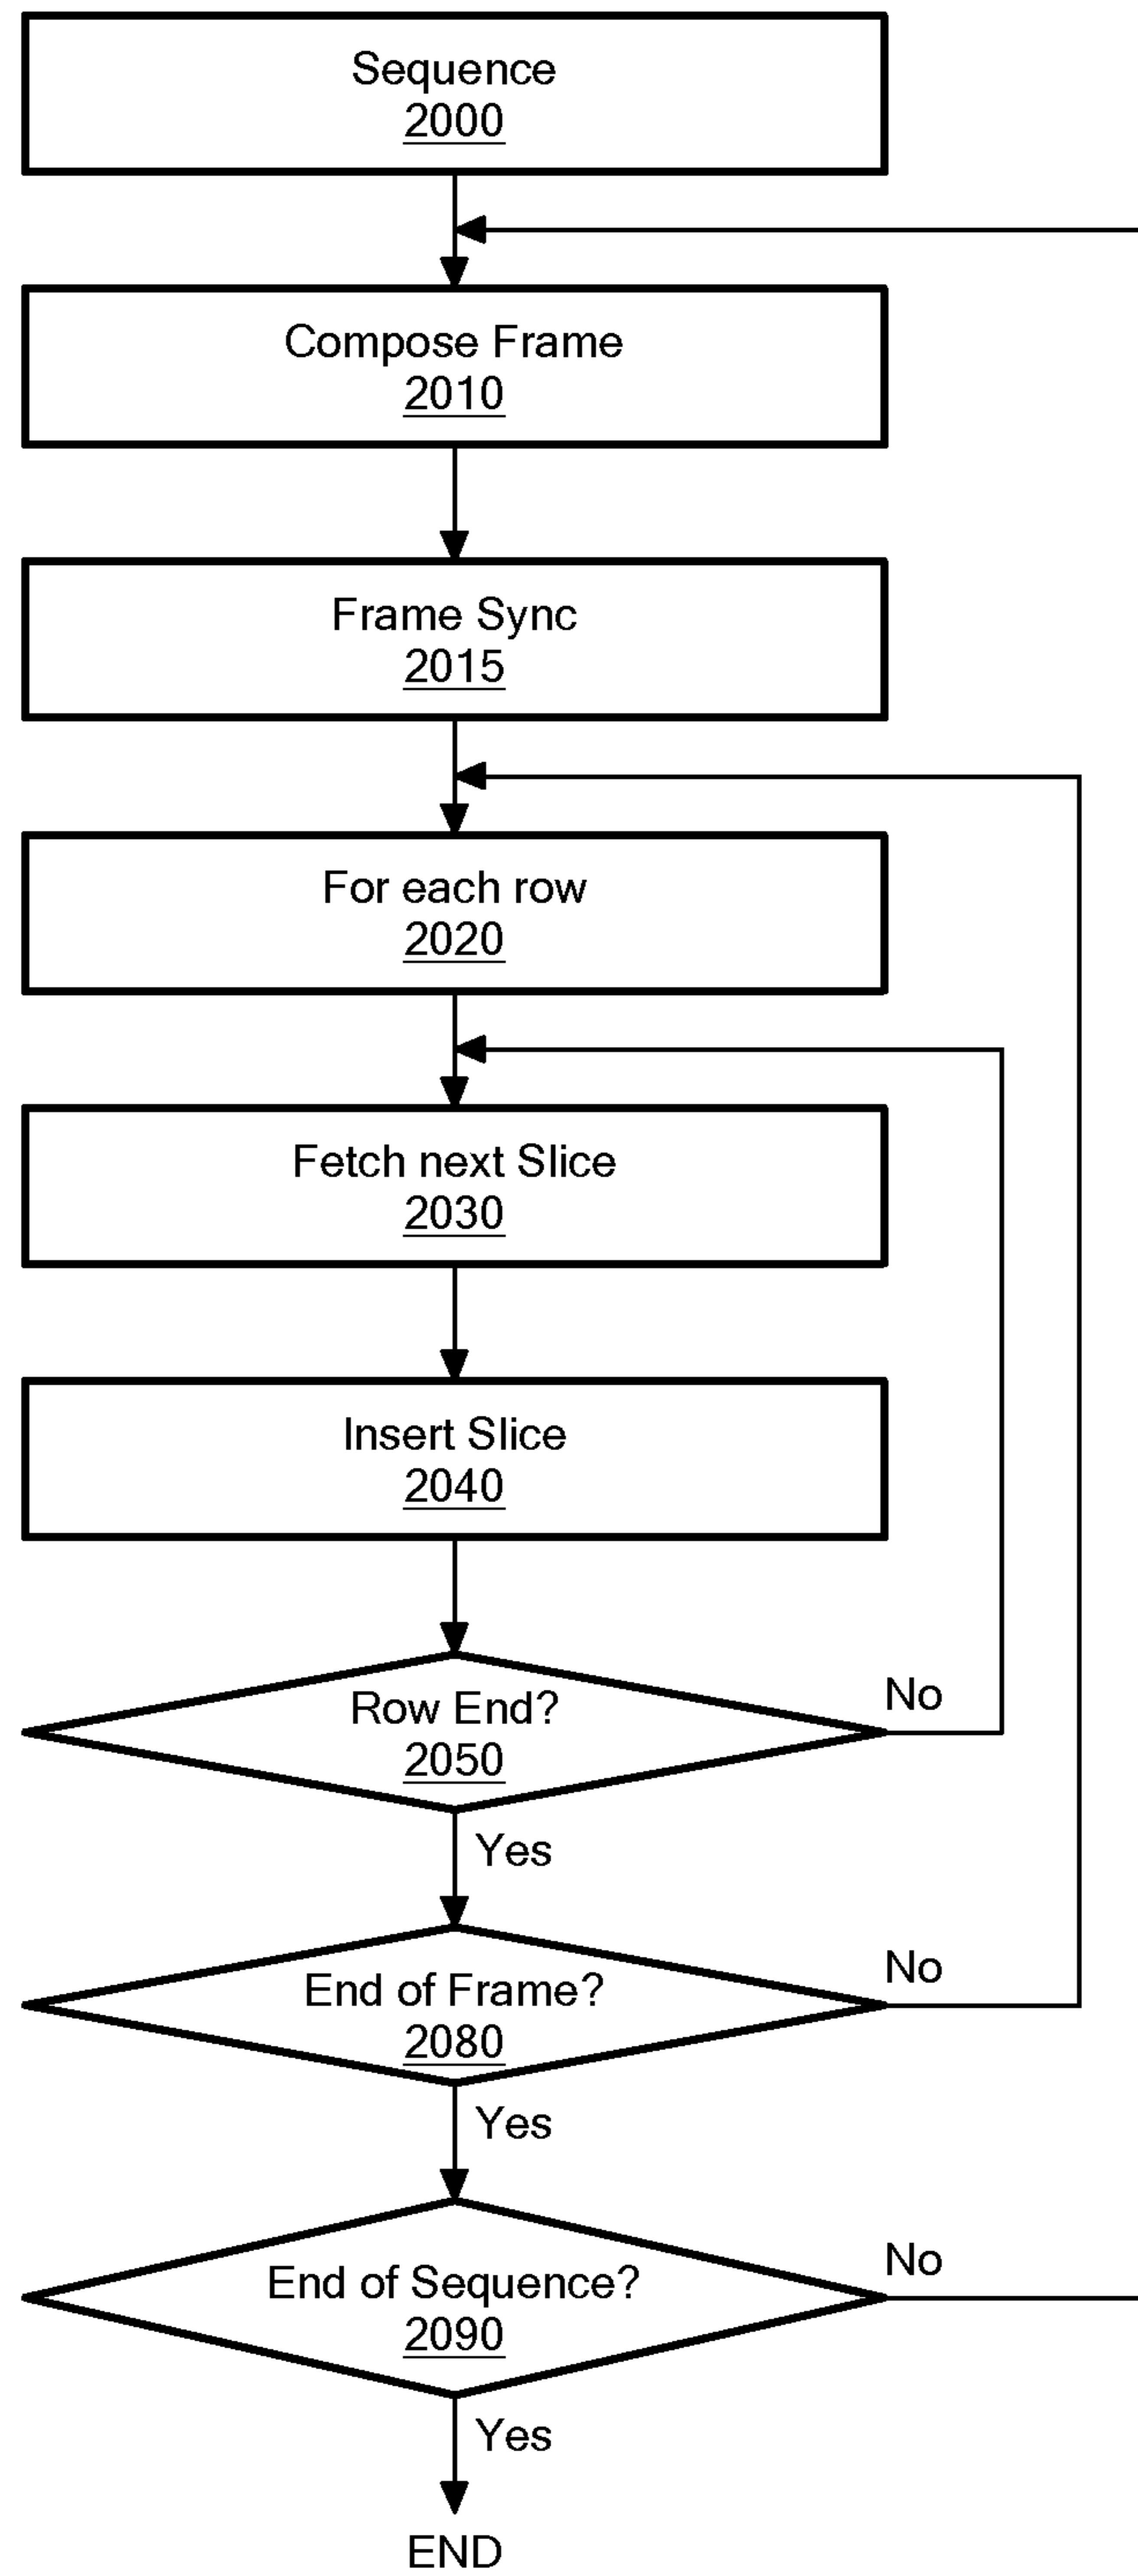 Sequence
2000
Compose Frame
2010
Frame Sync
2015
For each row
2020
Fetch next Slice
2030
Insert Slice
2040
Row End?
2050
No
Yes
End of Frame?
2080
No
Yes
End of Sequence?
2090
No
Yes
END